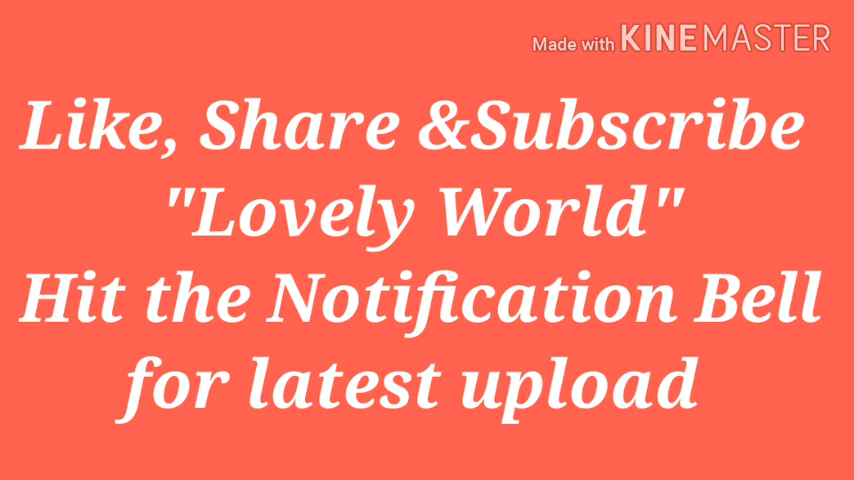 Made with KINEMASTER
Like, Share &Subscribe
"Lovely World"
Hit the Notification Bell
for latest upload